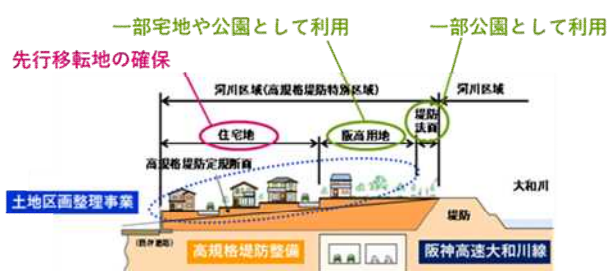 一部宅地や公園として利用
一部公園として利用
先行移転地の確保
河川区域(高規格堤防特別区域)
河川区域
堤防
法面
住宅地
阪高用地
高規格堤防定規断面
大和川
土地区画整理事業
堤防
高規格堤防整備
阪神高速大和川線